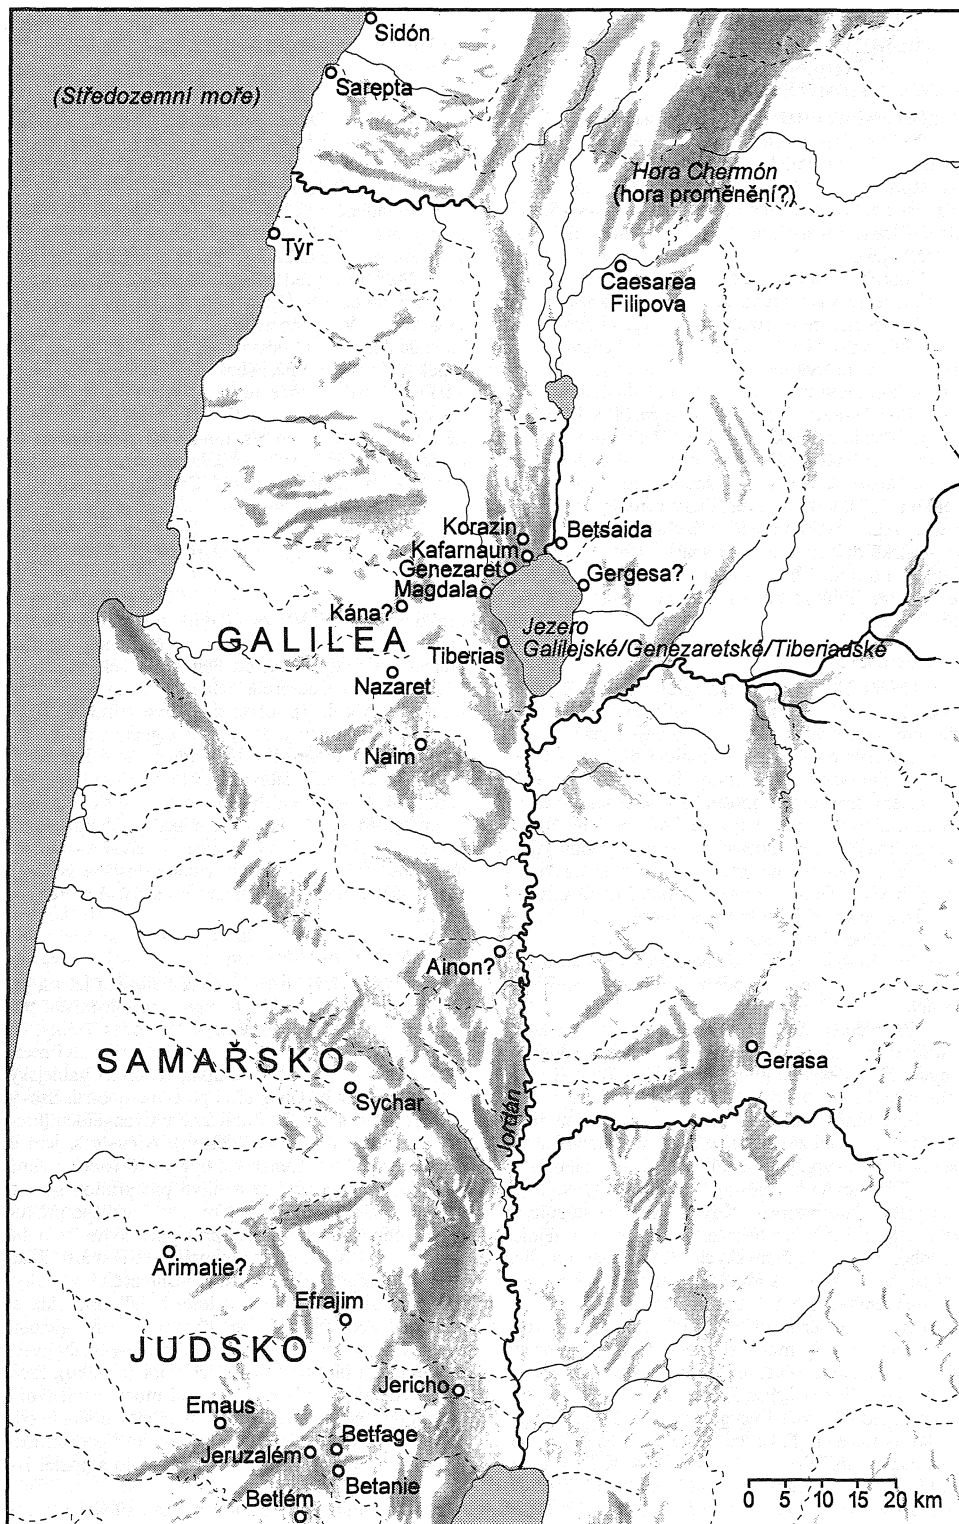 Sidón
Sarepta
(Středozemní moře)
Hora Chermón
(hora proměnění?)
Týr
Caesarea
Filipova
Korazin
Betsaida
Kafarnaum
Genezaret
Gergesa?
Magdala
Kána?
GALILEA
Jezero
Galilejské/Genezaretské/Tiberiadské
Tiberias
Nazaret
Naim
Ainon?
SAMAŘSKO
Gerasa
Sychar
Jordán
Arimatie?
Efrajim
JUDSKO
Jericho
Emaus
Betfage
Jeruzalém
Betanie
Betlém
0 5 10 15 20 km